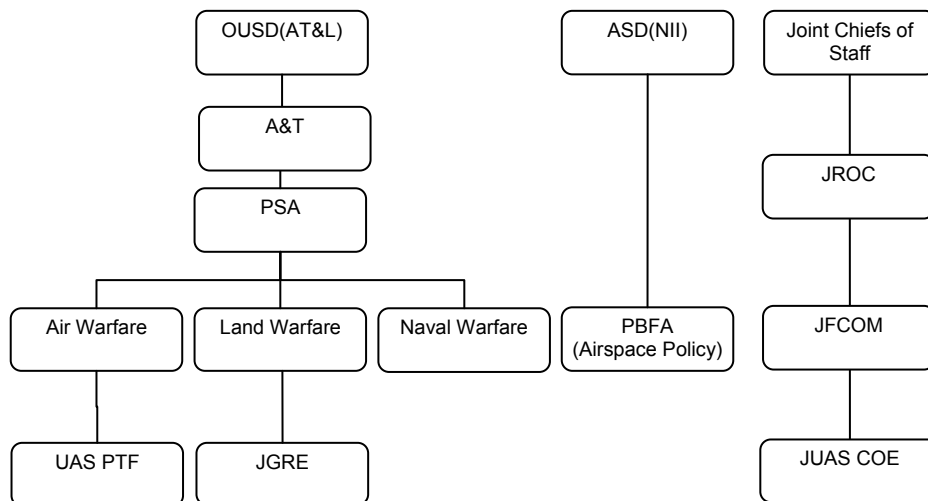 OUSD(AT&L)
ASD(NII)
Joint Chiefs of
Staff
A&T
JROC
PSA
Air Warfare
Land Warfare
Naval Warfare
PBFA
(Airspace Policy)
JFCOM
UAS PTF
JGRE
JUAS COE